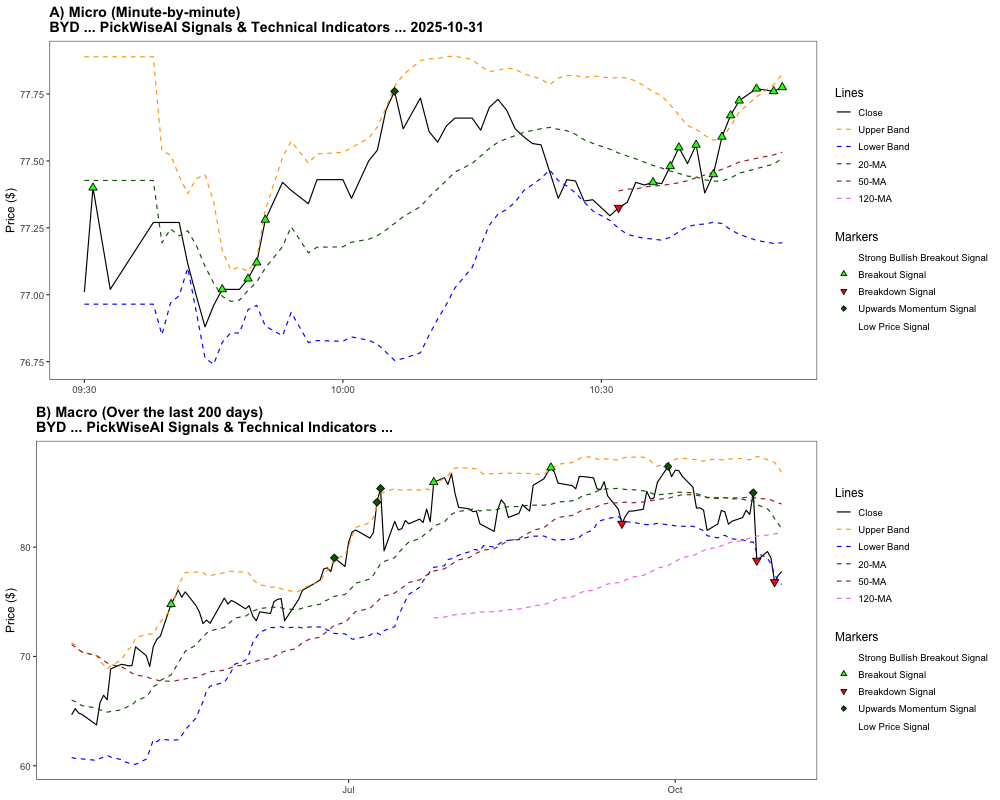 A) Micro (Minute-by-minute)
BYD ... PickWiseAI Signals & Technical Indicators ... 2025-10-31
Price ($)
77.75
77.50
77.25
77.00
76.75
09:30
10:00
10:30
Lines
Close
Upper Band
Lower Band
20-MA
50-MA
120-MA
Markers
Strong Bullish Breakout Signal
Breakout Signal
Breakdown Signal
Upwards Momentum Signal
Low Price Signal
B) Macro (Over the last 200 days)
BYD ... PickWiseAI Signals & Technical Indicators ...
Price ($)
80
70
60
Jul
Oct
Lines
Close
Upper Band
Lower Band
20-MA
50-MA
120-MA
Markers
Strong Bullish Breakout Signal
Breakout Signal
Breakdown Signal
Upwards Momentum Signal
Low Price Signal